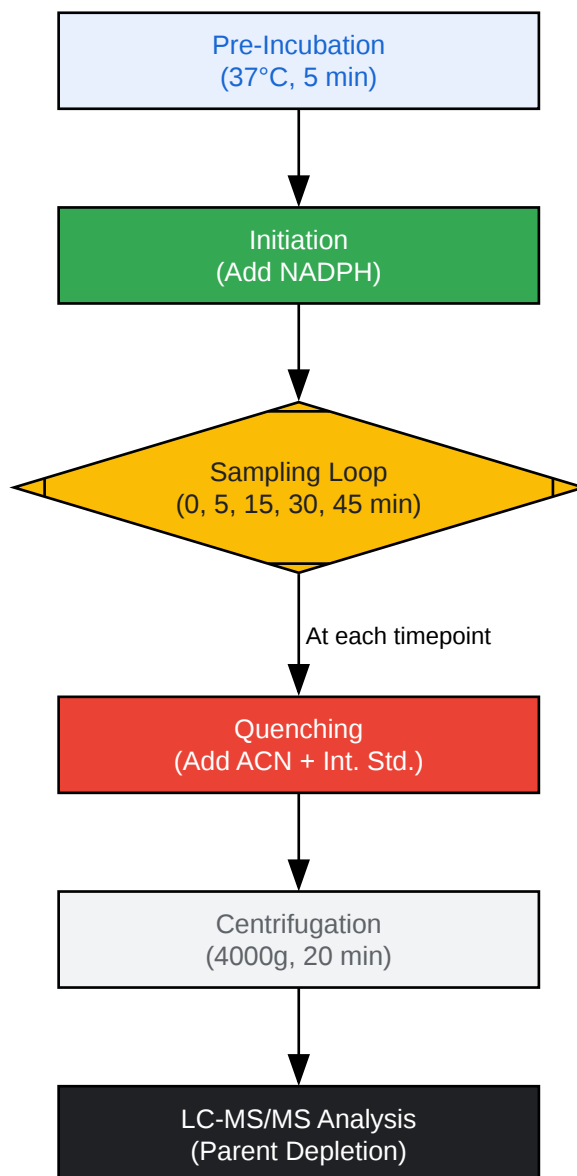 Pre-Incubation
(37°C, 5 min)
Initiation
(Add NADPH)
Sampling Loop
(0, 5, 15, 30, 45 min)
At each timepoint
Quenching
(Add ACN + Int. Std.)
Centrifugation
(4000g, 20 min)
LC-MS/MS Analysis
(Parent Depletion)